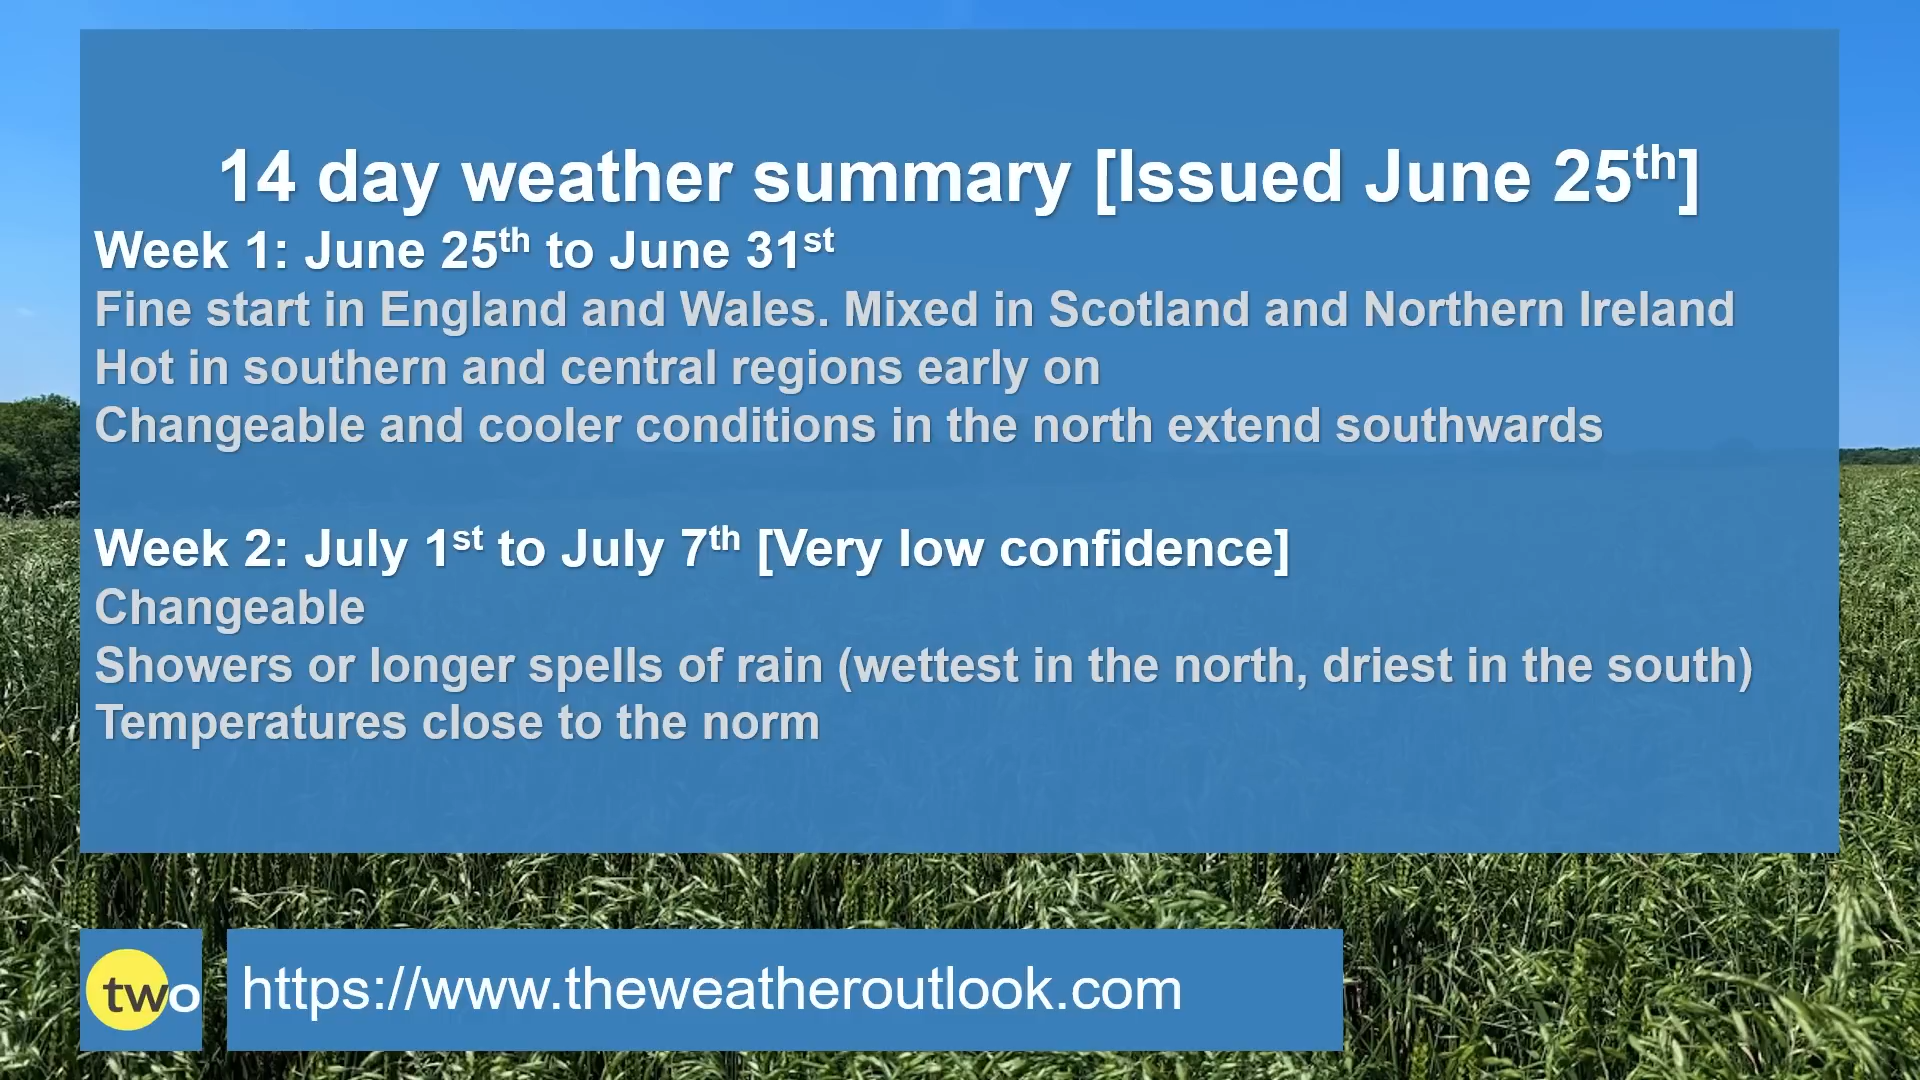 14 day weather summary [Issued June 25th]
Week 1: June 25th to June 31st
Fine start in England and Wales. Mixed in Scotland and Northern Ireland
Hot in southern and central regions early on
Changeable and cooler conditions in the north extend southwards
Week 2: July 1st to July 7th [Very low confidence]
Changeable
Showers or longer spells of rain (wettest in the north, driest in the south)
Temperatures close to the norm
two
https://www.theweatheroutlook.com